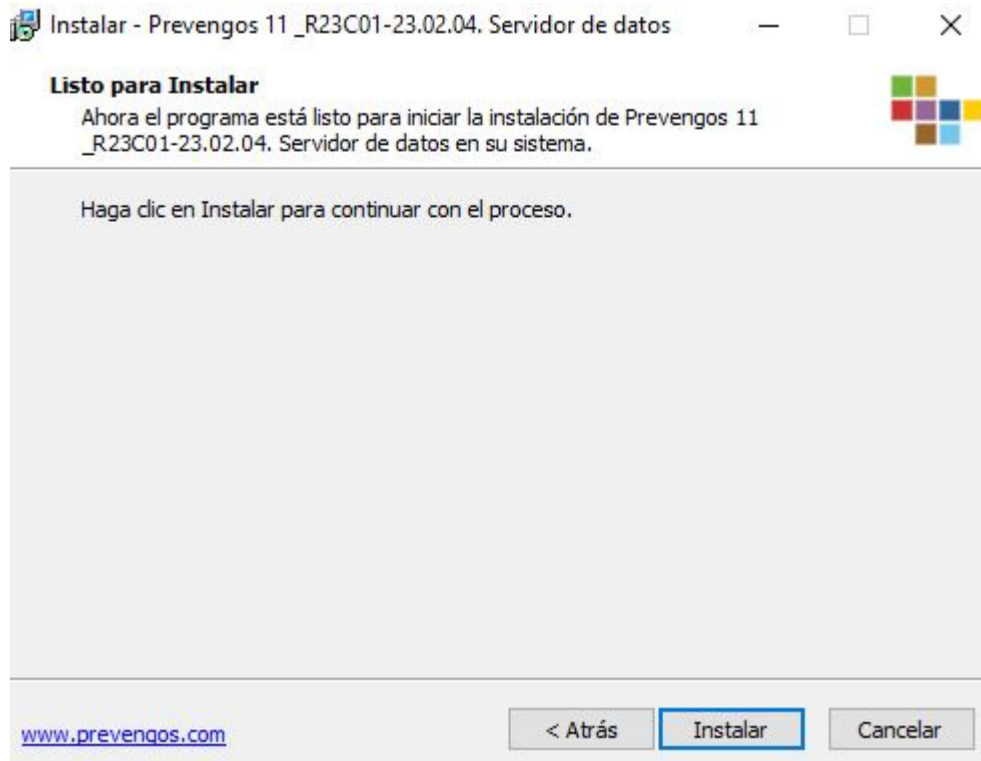 Instalar - Prevengos 11 _R23C01-23.02.04. Servidor de datos
Listo para Instalar
Ahora el programa está listo para iniciar la instalación de Prevengos 11
_R23C01-23.02.04. Servidor de datos en su sistema.
Haga clic en Instalar para continuar con el proceso.
www.prevengos.com
< Atrás
Instalar
Cancelar